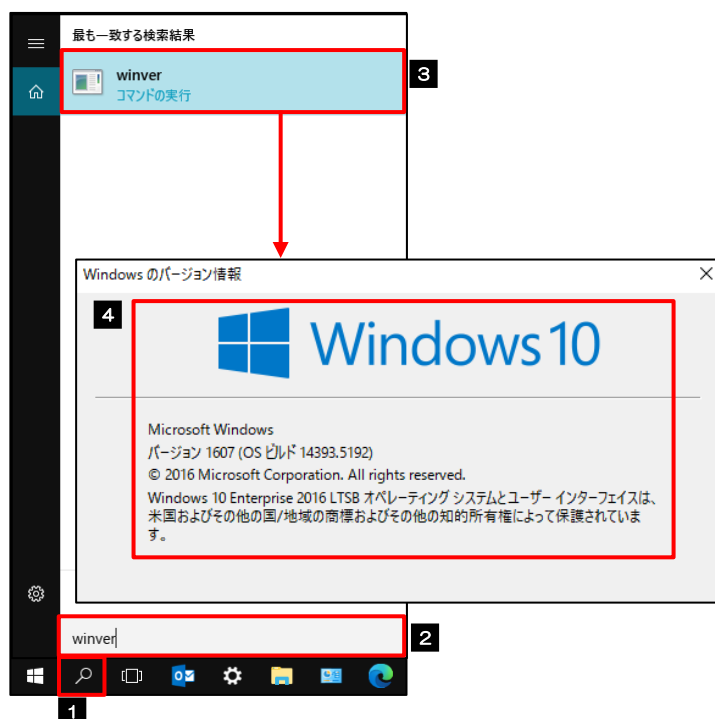 最も一致する検索結果
winver
コマンドの実行
3
Windows のバージョン情報
4
Windows 10
Microsoft Windows
バージョン 1607 (OS ビルド 14393.5192)
© 2016 Microsoft Corporation. All rights reserved.
Windows 10 Enterprise 2016 LTSB オペレーティング システムとユーザー インターフェイスは、
米国およびその他の国/地域の商標およびその他の知的所有権によって保護されていま
す。
winver
2
1